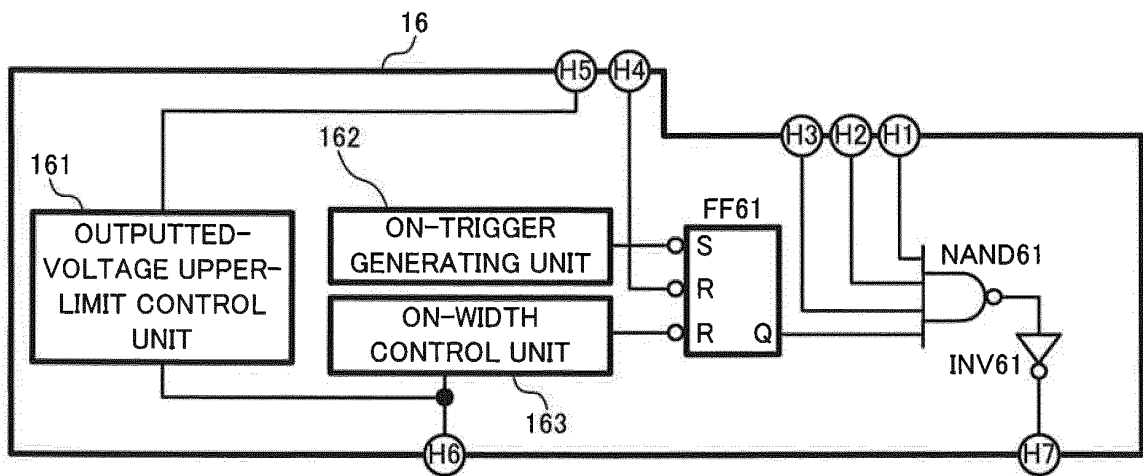 16
H5
H4
H3
H2
H1
162
161
FF61
OUTPUTTED-
VOLTAGE UPPER-
LIMIT CONTROL
UNIT
ON-TRIGGER
GENERATING UNIT
S
R
R
Q
NAND61
ON-WIDTH
CONTROL UNIT
INV61
163
H6
H7